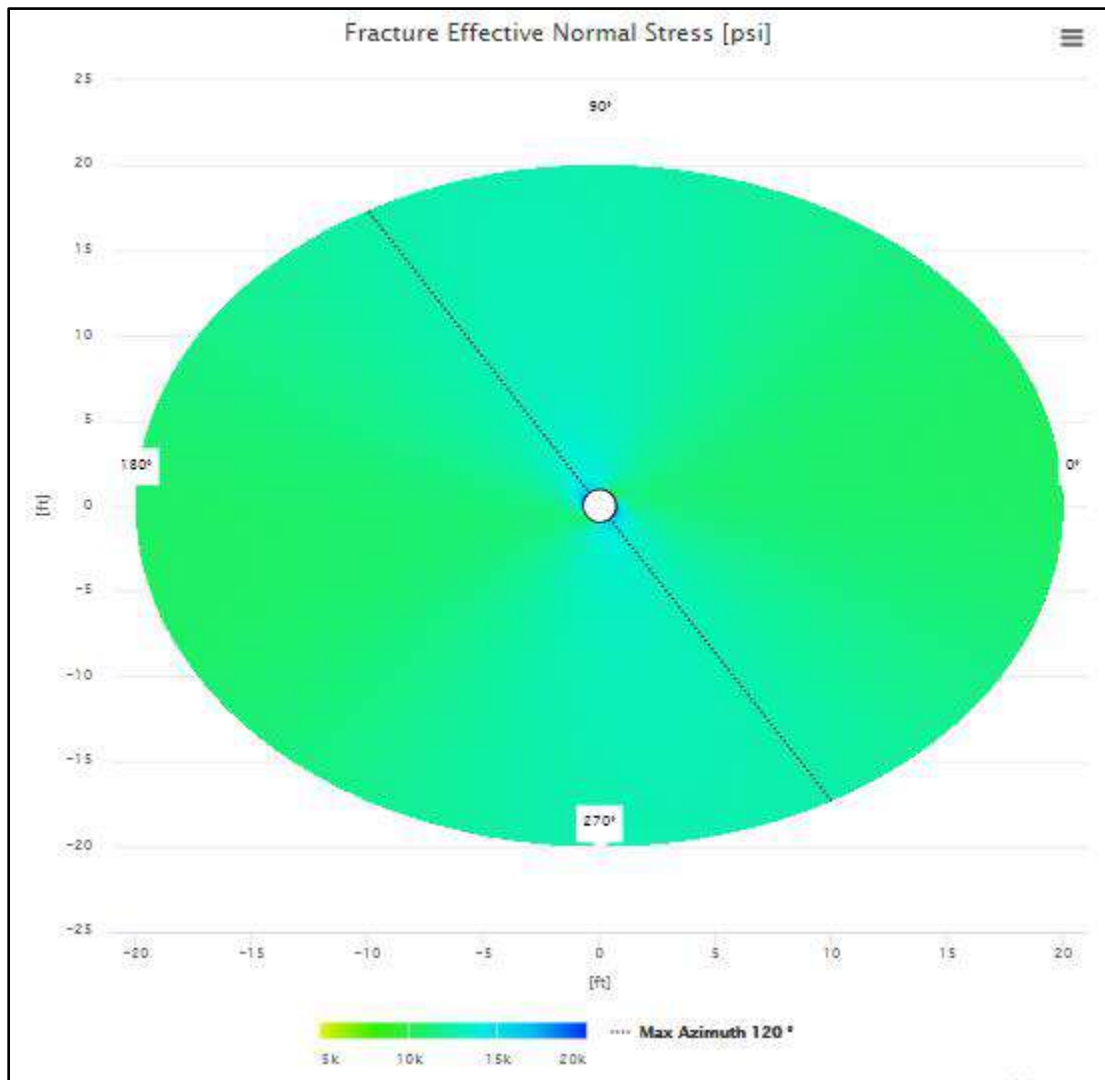 Fracture Effective Normal Stress [psi]
25
90°
20
15
10
5
180°
0°
0
[ft]
-5
-10
-15
270°
-20
-25
-20 -15 -10 -5 0 5 10 15 20
[ft]
Max Azimuth 120 °
5k 10k 15k 20k